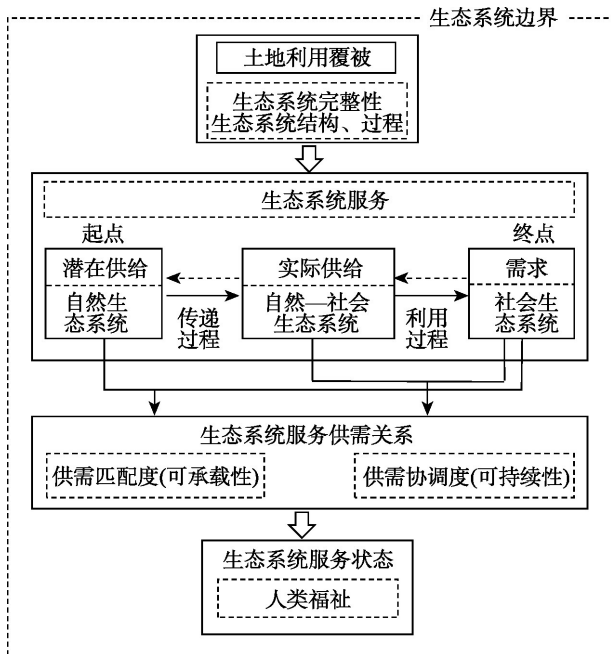 生态系统边界
土地利用覆被
生态系统完整性
生态系统结构、过程
生态系统服务
起点
终点
潜在供给
实际供给
需求
自然生
态系统
传递
过程
自然—社会
生态系统
利用
过程
社会生
态系统
生态系统服务供需关系
供需匹配度(可承载性)
供需协调度(可持续性)
生态系统服务状态
人类福祉